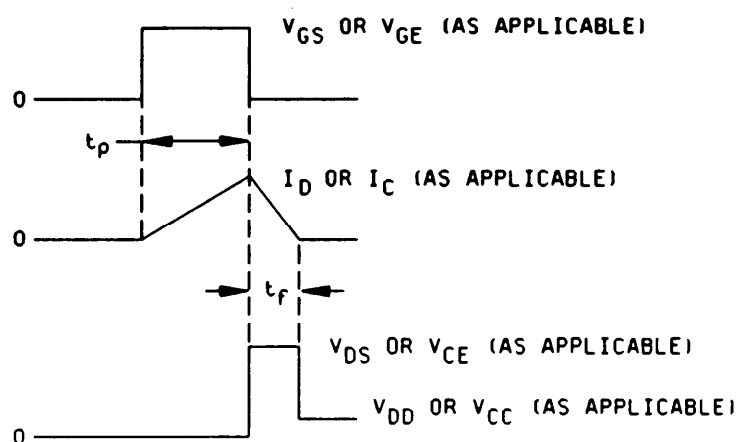 V_GS OR V_GE (AS APPLICABLE)
0
t_p
I_D OR I_C (AS APPLICABLE)
0
t_f
V_DS OR V_CE (AS APPLICABLE)
V_DD OR V_CC (AS APPLICABLE)
0